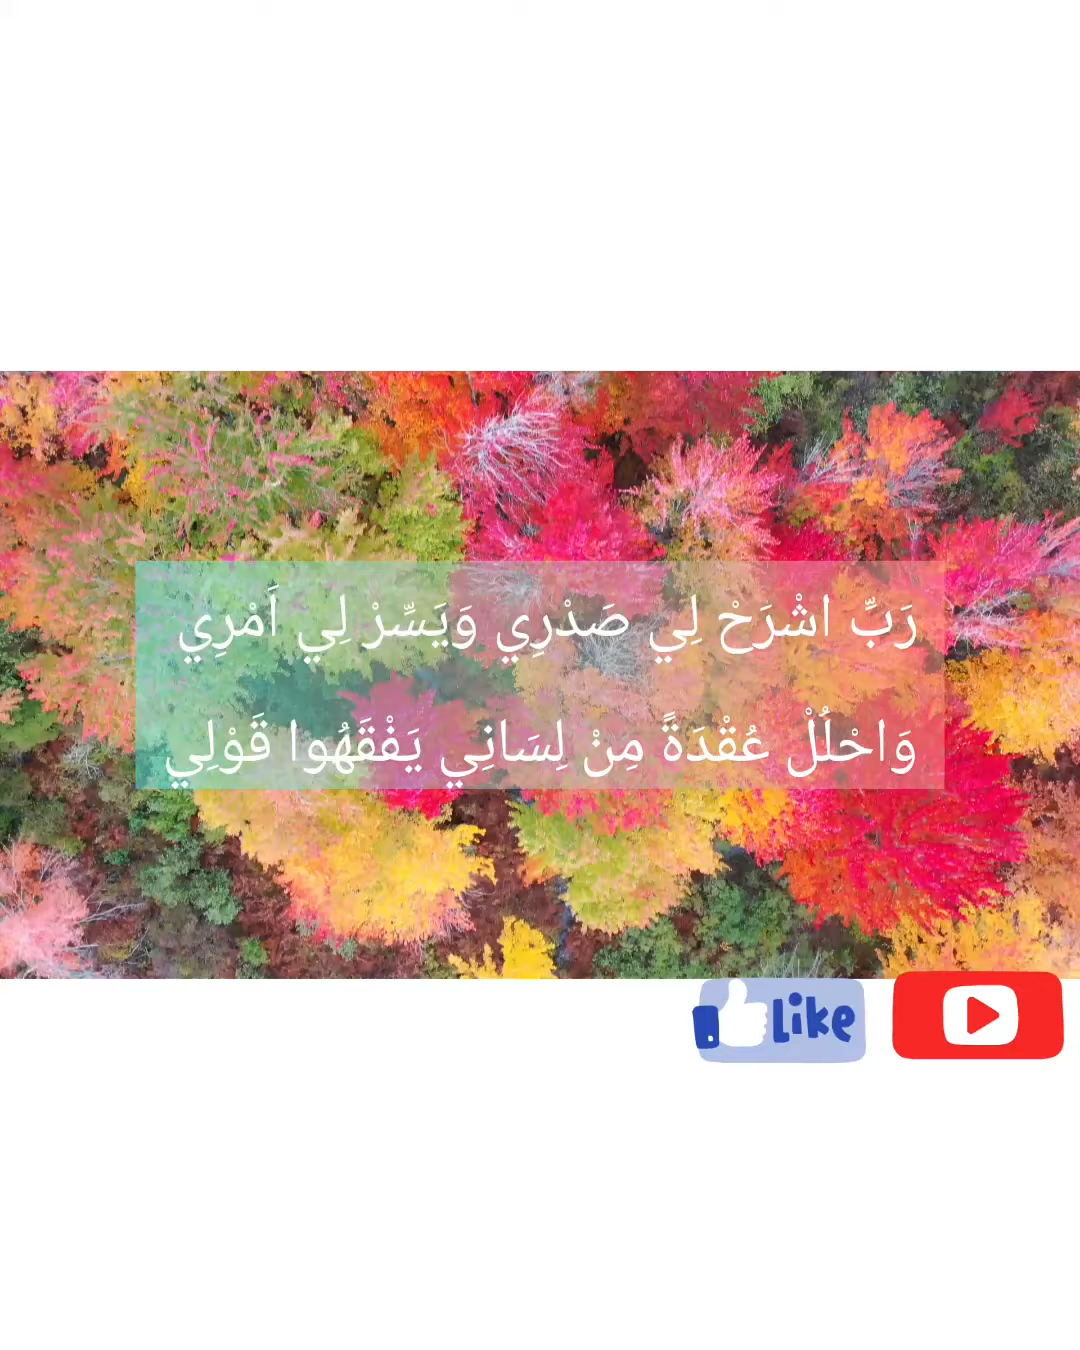 رَبِّ اشْرَحْ لِي صَدْرِي وَيَسِّرْ لِي أَمْرِي
وَاحْلُلْ عُقْدَةً مِنْ لِسَانِي يَفْقَهُوا قَوْلِي
Like